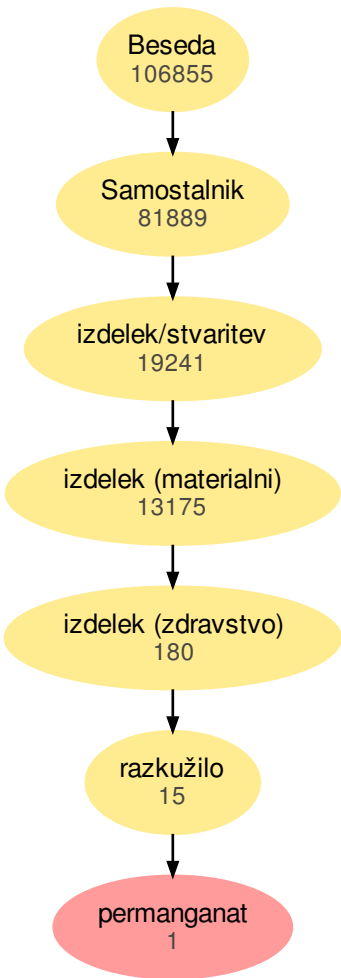 Beseda
106855
Samostalnik
81889
izdelek/stvaritev
19241
izdelek (materialni)
13175
izdelek (zdravstvo)
180
razkužilo
15
permanganat
1